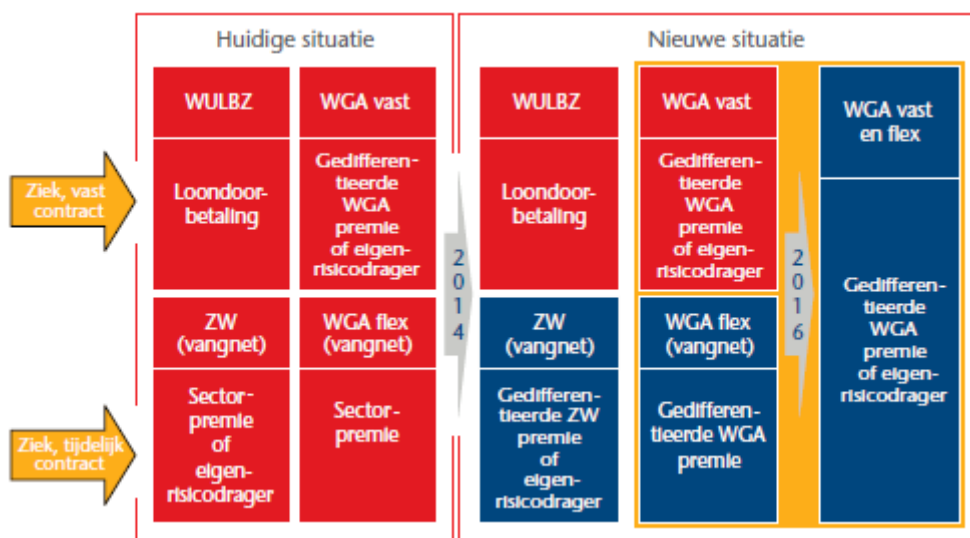 Huidige situatie
Nieuwe situatie
Ziek, vast
contract
WULBZ
Loondoor-
betaling
WGA vast
Gedifferen-
tieerde
WGA
premie
of eigen-
risicodrager
ZW
(vangnet)
Sector-
premie
of
eigen-
risicodrager
WGA flex
(vangnet)
Sector-
premie
Ziek, tijdelijk
contract
2
0
1
4
WULBZ
Loondoor-
betaling
WGA vast
Gedifferen-
tieerde
WGA
premie
of eigen-
risicodrager
ZW
(vangnet)
Gedifferen-
tieerde ZW
premie
of
eigen-
risicodrager
WGA flex
(vangnet)
Gedifferen-
tieerde WGA
premie
2
0
1
6
WGA vast
en flex
Gedifferen-
tieerde
WGA
premie
of eigen-
risicodrager